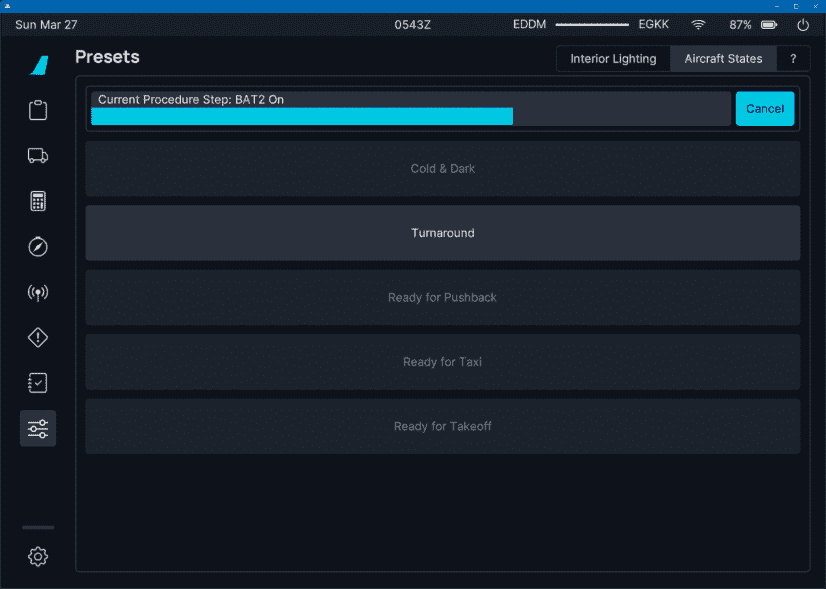 Sun Mar 27 0543Z EDDM EGKK 87%
Presets Interior Lighting Aircraft States ?
Current Procedure Step: BAT2 On
Cancel
Cold & Dark
Turnaround
Ready for Pushback
Ready for Taxi
Ready for Takeoff